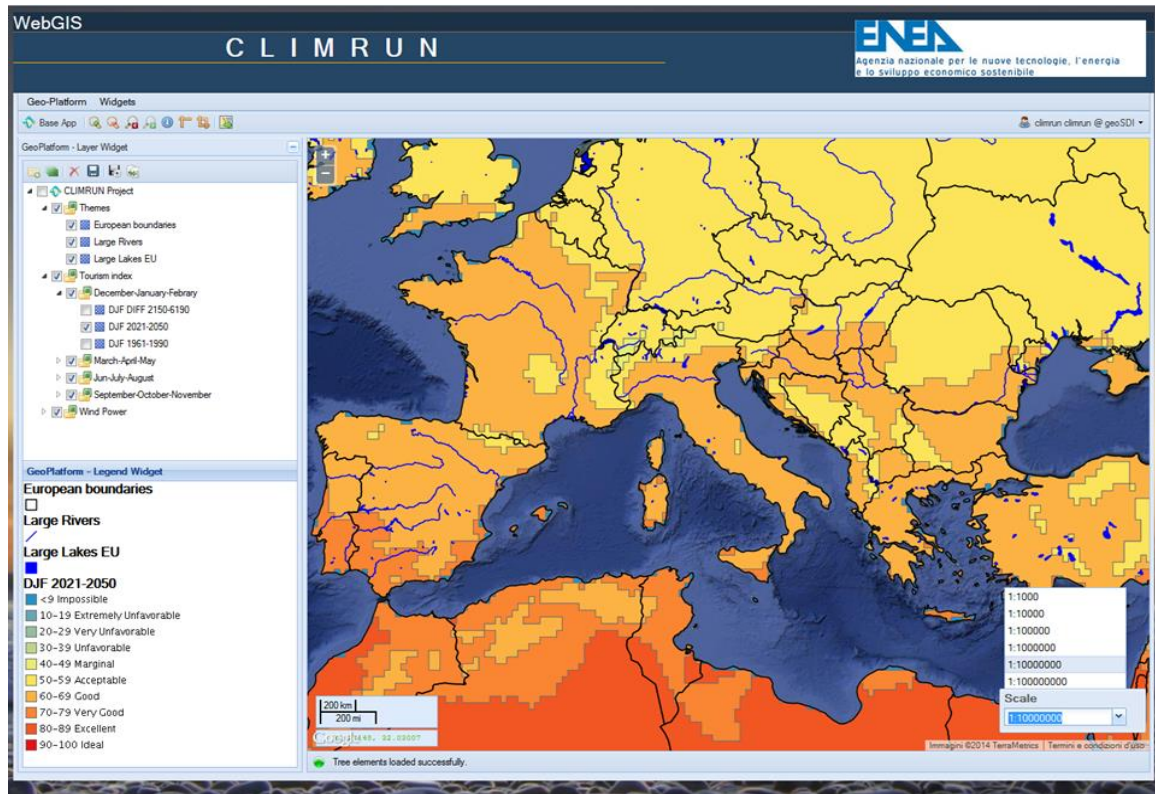 WebGIS
CLIMRUN
ENEA
Agenzia nazionale per le nuove tecnologie, l'energia
e lo sviluppo economico sostenibile
Geo-Platform Widgets
Base App
climrun climrun @ geoSDI
GeoPlatform - Layer Widget
CLIMRUN Project
Themes
European boundaries
Large Rivers
Large Lakes EU
Tourism index
December-January-Febrary
DJF DIFF 2150-6190
DJF 2021-2050
DJF 1961-1990
March-April-May
Jun-July-August
September-October-November
Wind Power
GeoPlatform - Legend Widget
European boundaries
Large Rivers
Large Lakes EU
DJF 2021-2050
<9 Impossible
10-19 Extremely Unfavorable
20-29 Very Unfavorable
30-39 Unfavorable
40-49 Marginal
50-59 Acceptable
60-69 Good
70-79 Very Good
80-89 Excellent
90-100 Ideal
+
-
1:1000
1:10000
1:100000
1:1000000
1:10000000
1:100000000
Scale
1:10000000
200 km
200 mi
Google
Immagini ©2014 TerraMetrics Termini e condizioni d'uso
Tree elements loaded successfully.